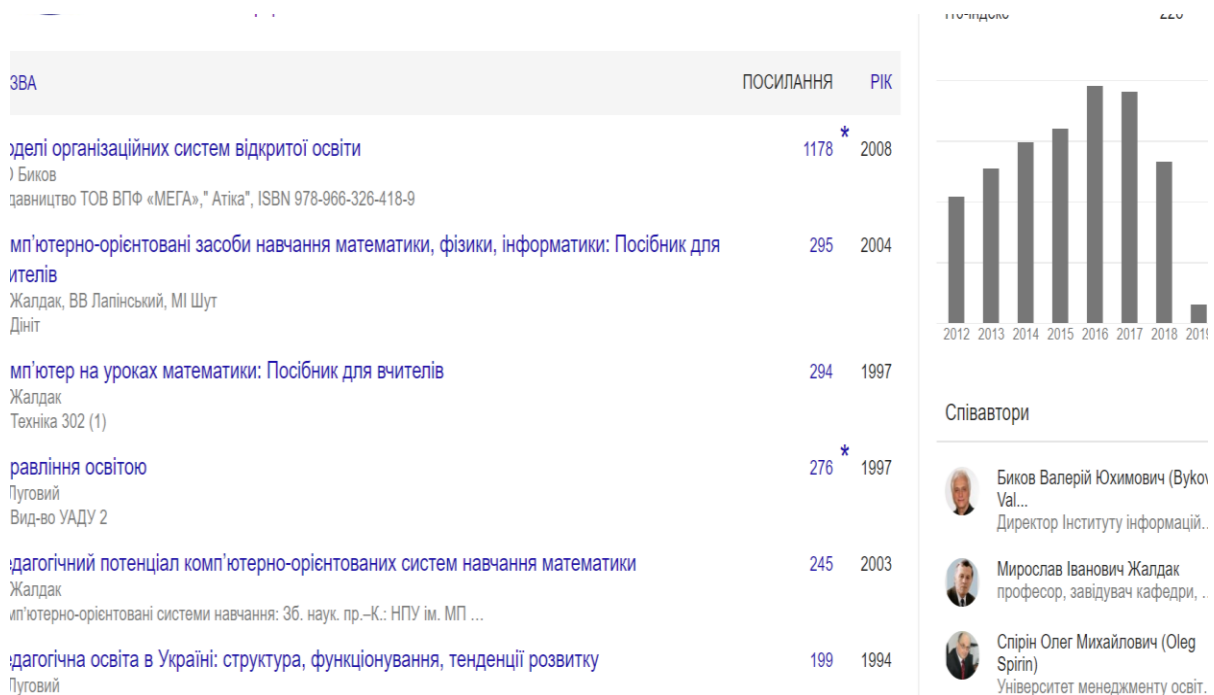 226
ЗВА ПОСИЛАННЯ РІК
делі організаційних систем відкритої освіти 1178 * 2008
Биков
давництво ТОВ ВПФ «МЕГА»," Атіка", ISBN 978-966-326-418-9
мп’ютерно-орієнтовані засоби навчання математики, фізики, інформатики: Посібник для 295 2004
ителів
Жалдак, ВВ Лапінський, МІ Шут
Дініт
мп’ютер на уроках математики: Посібник для вчителів 294 1997
Жалдак
Техніка 302 (1)
равління освітою 276 * 1997
Луговий
Вид-во УАДУ 2
дагогічний потенціал комп’ютерно-орієнтованих систем навчання математики 245 2003
Жалдак
мп’ютерно-орієнтовані системи навчання: Зб. наук. пр.–К.: НПУ ім. МП ...
дагогічна освіта в Україні: структура, функціонування, тенденції розвитку 199 1994
Луговий
2012 2013 2014 2015 2016 2017 2018 2019
Співавтори
Биков Валерій Юхимович (Bykov
Val...
Директор Інституту інформацій...
Мирослав Іванович Жалдак
професор, завідувач кафедри, ...
Спірін Олег Михайлович (Oleg
Spirin)
Університет менеджменту освіт...